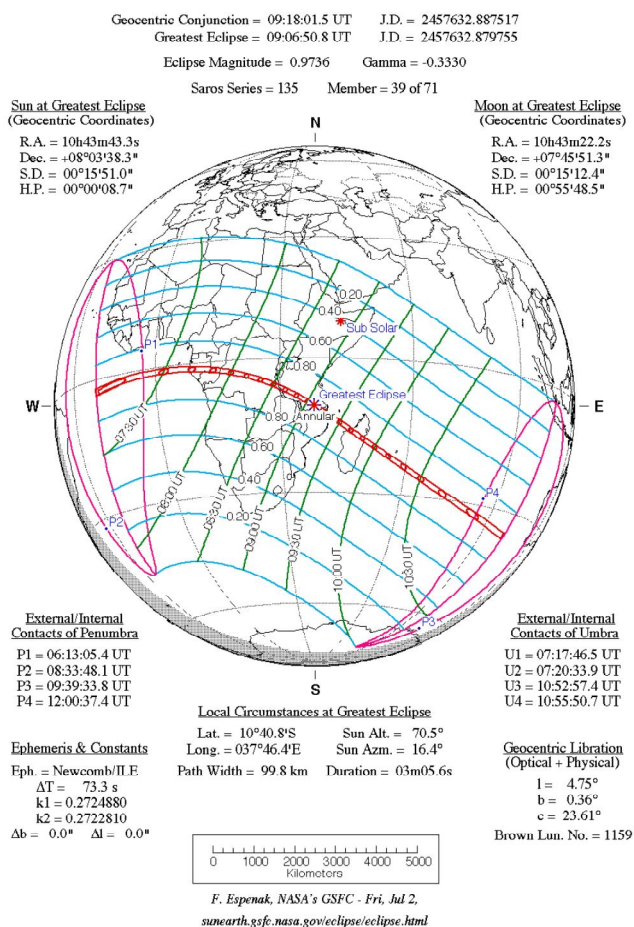 Geocentric Conjunction = 09:18:01.5 UT J.D. = 2457632.887517
Greatest Eclipse = 09:06:50.8 UT J.D. = 2457632.879755
Eclipse Magnitude = 0.9736 Gamma = -0.3330
Saros Series = 135 Member = 39 of 71
Sun at Greatest Eclipse
(Geocentric Coordinates)
R.A. = 10h43m43.3s
Dec. = +08°03'38.3"
S.D. = 00°15'51.0"
H.P. = 00°00'08.7"
Moon at Greatest Eclipse
(Geocentric Coordinates)
R.A. = 10h43m22.2s
Dec. = +07°45'51.3"
S.D. = 00°15'12.4"
H.P. = 00°55'48.5"
N
0.20
0.40
Sub Solar
0.60
P1
0.80
Greatest Eclipse
W
E
0.80
Annular
07:30 UT
0.60
0.40
P4
08:00 UT
0.20
08:30 UT
P2
09:00 UT
09:30 UT
10:00 UT
10:30 UT
P3
S
External/Internal
Contacts of Penumbra
P1 = 06:13:05.4 UT
P2 = 08:33:48.1 UT
P3 = 09:39:33.8 UT
P4 = 12:00:37.4 UT
External/Internal
Contacts of Umbra
U1 = 07:17:46.5 UT
U2 = 07:20:33.9 UT
U3 = 10:52:57.4 UT
U4 = 10:55:50.7 UT
Local Circumstances at Greatest Eclipse
Lat. = 10°40.8'S Sun Alt. = 70.5°
Long. = 037°46.4'E Sun Azm. = 16.4°
Path Width = 99.8 km Duration = 03m05.6s
Ephemeris & Constants
Eph. = Newcomb/ILE
ΔT = 73.3 s
k1 = 0.2724880
k2 = 0.2722810
Δb = 0.0" Δl = 0.0"
Geocentric Libration
(Optical + Physical)
l = 4.75°
b = 0.36°
c = 23.61°
Brown Lun. No. = 1159
0 1000 2000 3000 4000 5000
Kilometers
F. Espenak, NASA's GSFC - Fri, Jul 2,
sunearth.gsfc.nasa.gov/eclipse/eclipse.html